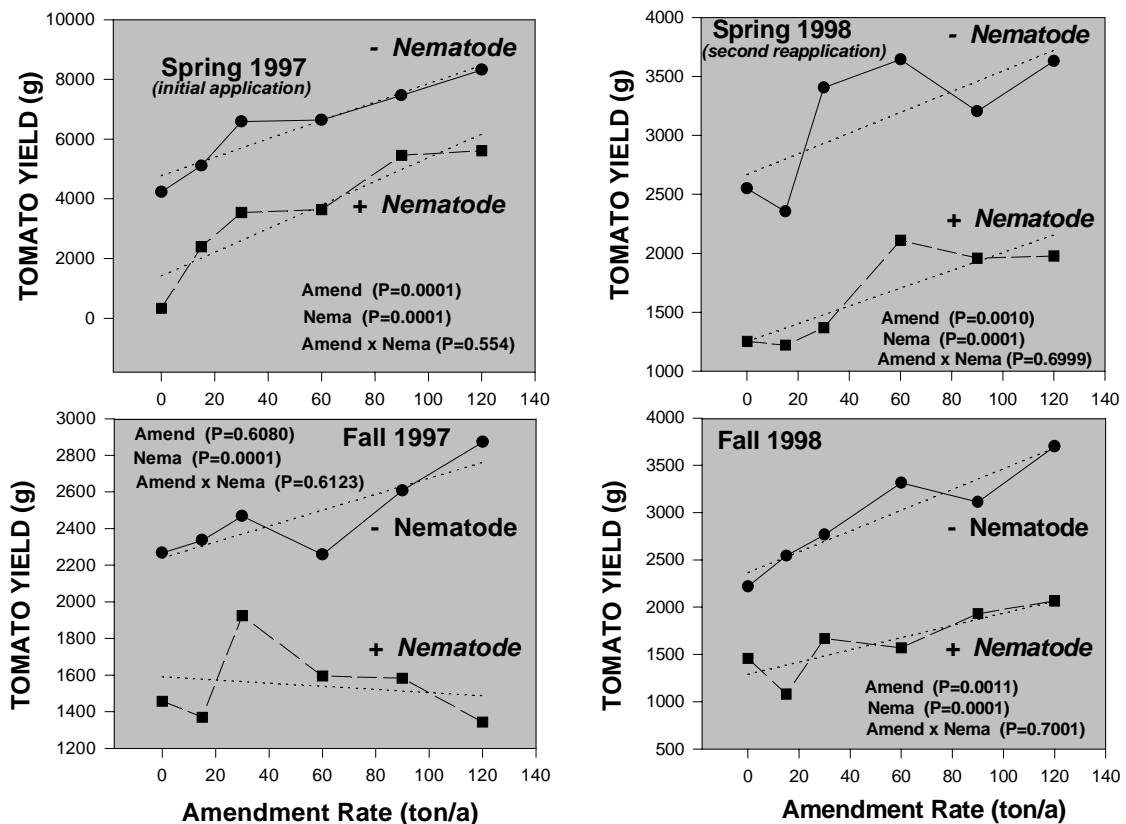 10000
8000
6000
4000
2000
0
TOMATO YIELD (g)
Spring 1997
(initial application)
- Nematode
+ Nematode
Amend (P=0.0001)
Nema (P=0.0001)
Amend x Nema (P=0.554)
0 20 40 60 80 100 120 140
4000
3500
3000
2500
2000
1500
1000
TOMATO YIELD (g)
Spring 1998
(second reapplication)
- Nematode
+ Nematode
Amend (P=0.0010)
Nema (P=0.0001)
Amend x Nema (P=0.6999)
0 20 40 60 80 100 120 140
3000
2800
2600
2400
2200
2000
1800
1600
1400
1200
TOMATO YIELD (g)
Amend (P=0.6080)
Nema (P=0.0001)
Amend x Nema (P=0.6123)
Fall 1997
- Nematode
+ Nematode
0 20 40 60 80 100 120 140
Amendment Rate (ton/a)
4000
3500
3000
2500
2000
1500
1000
500
TOMATO YIELD (g)
Fall 1998
- Nematode
+ Nematode
Amend (P=0.0011)
Nema (P=0.0001)
Amend x Nema (P=0.7001)
0 20 40 60 80 100 120 140
Amendment Rate (ton/a)